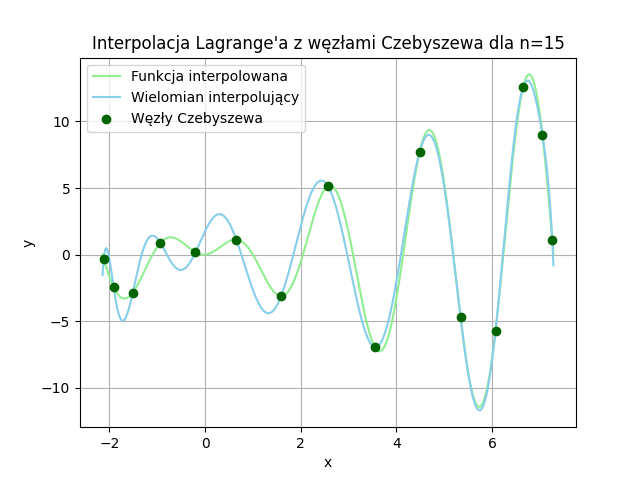 Interpolacja Lagrange'a z węzłami Czebyszewa dla n=15
Funkcja interpolowana
Wielomian interpolujący
Węzły Czebyszewa
10
5
0
−5
−10
y
−2 0 2 4 6
x